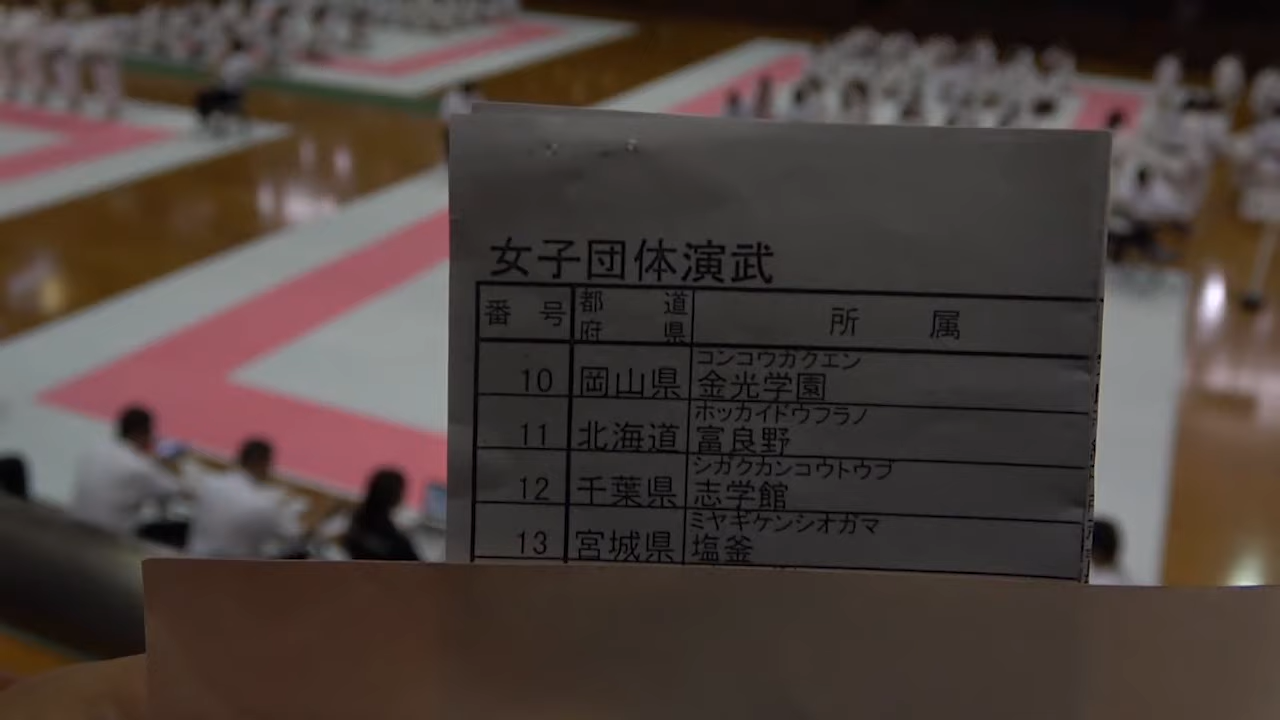 女子団体演武
番号 都道府県 所属
コンコウガクエン
10 岡山県 金光学園
ホッカイドウフラノ
11 北海道 富良野
シガクカンコウトウブ
12 千葉県 志学館
ミヤギケンシオガマ
13 宮城県 塩釜